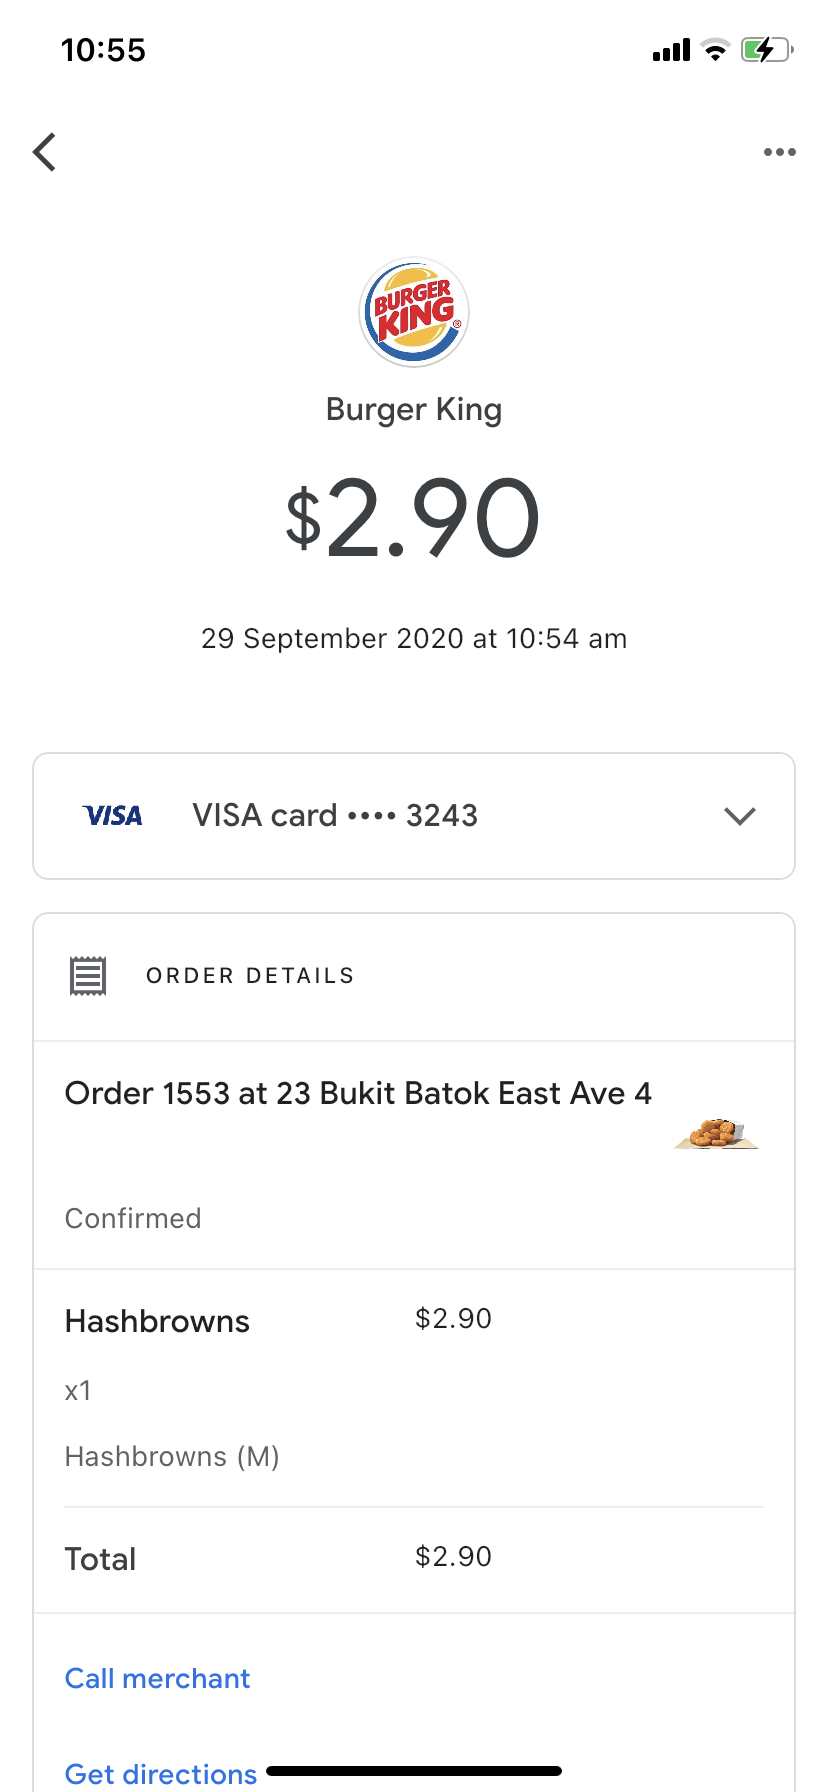 10:55
BURGER
KING
Burger King
$2.90
29 September 2020 at 10:54 am
VISA VISA card •••• 3243
ORDER DETAILS
Order 1553 at 23 Bukit Batok East Ave 4
Confirmed
Hashbrowns $2.90
x1
Hashbrowns (M)
Total $2.90
Call merchant
Get directions